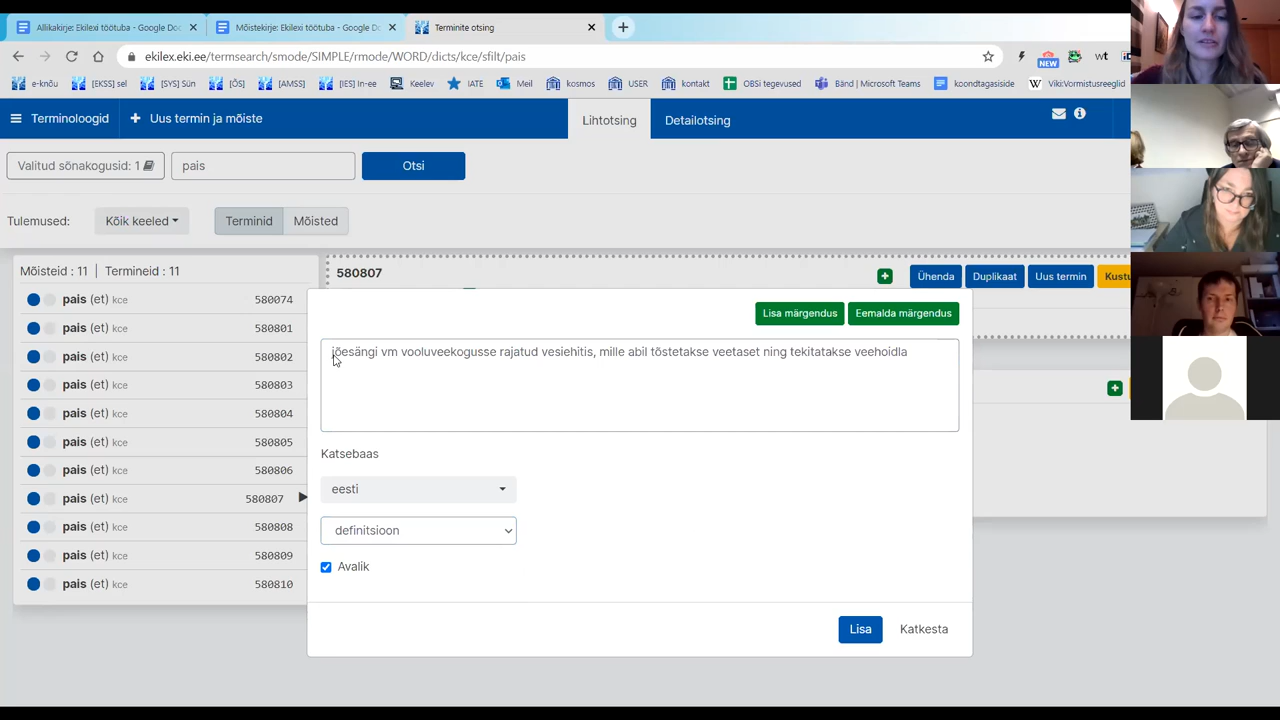 Allikakirje: Ekilexi töötuba - Google Do
Mõistekirje: Ekilexi töötuba - Google D
Terminite otsing
ekilex.eki.ee/termsearch/smode/SIMPLE/rmode/WORD/dicts/kce/sfilt/pais
NEW
wt
e-knõu
[EKSS] sel
[SYS] Sün
[ÕS]
[AMSS]
[IES]ri-ee
Keelev
IATE
Meil
kosmos
USER
kontakt
OBSi tegevused
Bänd | Microsoft Teams
koondtagasiside
Viki:Vormistusreeglid
Terminoloogid
Uus termin ja mõiste
Lihtotsing
Detailotsing
Valitud sõnakogusid: 1
pais
Otsi
Tulemused:
Kõik keeled
Terminid
Mõisted
Mõisteid : 11 | Termineid : 11
580807
Ühenda
Duplikaat
Uus termin
Kustu
pais (et) kce 580074
pais (et) kce 580801
pais (et) kce 580802
pais (et) kce 580803
pais (et) kce 580804
pais (et) kce 580805
pais (et) kce 580806
pais (et) kce 580807
pais (et) kce 580808
pais (et) kce 580809
pais (et) kce 580810
Lisa märgendus
Eemalda märgendus
jõesängi vm vooluveekogusse rajatud vesiehitis, mille abil tõstetakse veetaset ning tekitatakse veehoidla
Katsebaas
eesti
definitsioon
Avalik
Lisa
Katkesta